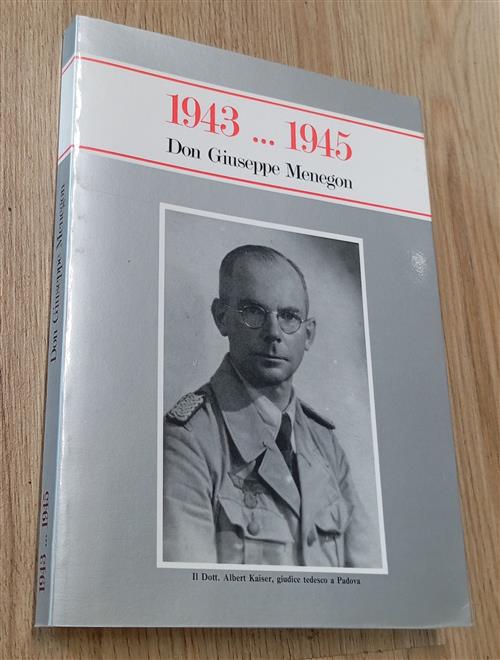 1943 ... 1945
Don Giuseppe Menegon
Il Dott. Albert Kaiser, giudice tedesco a Padova
Don Giuseppe Menegon
1943 ... 1945